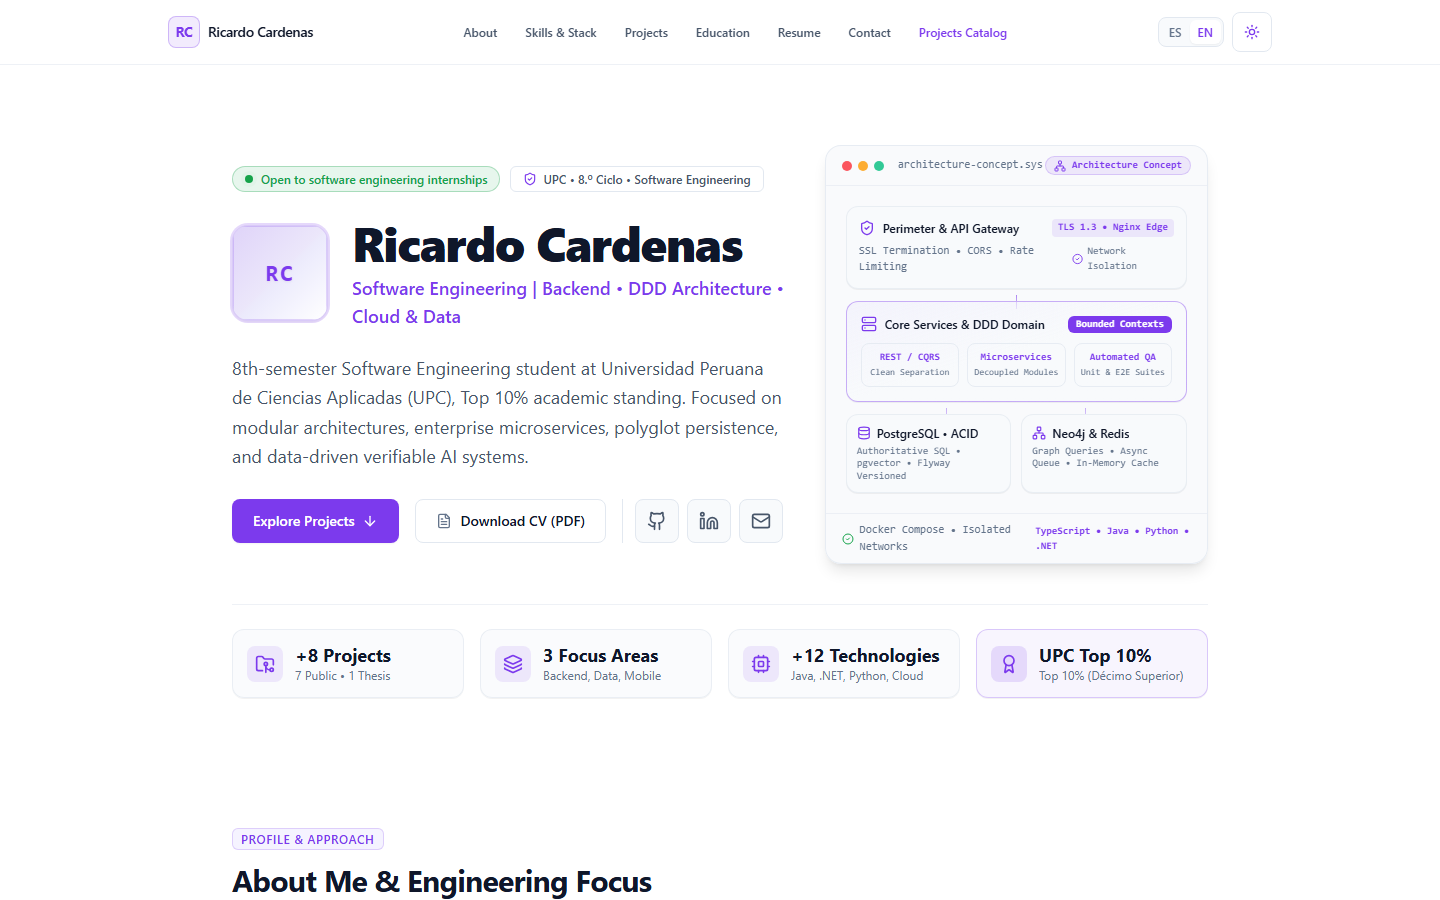 RC Ricardo Cardenas
About Skills & Stack Projects Education Resume Contact Projects Catalog
ES EN
Open to software engineering internships
UPC • 8.º Ciclo • Software Engineering
RC
Ricardo Cardenas
Software Engineering | Backend • DDD Architecture •
Cloud & Data
8th-semester Software Engineering student at Universidad Peruana
de Ciencias Aplicadas (UPC), Top 10% academic standing. Focused on
modular architectures, enterprise microservices, polyglot persistence,
and data-driven verifiable AI systems.
Explore Projects
Download CV (PDF)
architecture-concept.sys
Architecture Concept
Perimeter & API Gateway
TLS 1.3 • Nginx Edge
SSL Termination • CORS • Rate
Limiting
Network
Isolation
Core Services & DDD Domain
Bounded Contexts
REST / CQRS
Clean Separation
Microservices
Decoupled Modules
Automated QA
Unit & E2E Suites
PostgreSQL • ACID
Authoritative SQL •
pgvector • Flyway
Versioned
Neo4j & Redis
Graph Queries • Async
Queue • In-Memory Cache
Docker Compose • Isolated
Networks
TypeScript • Java • Python •
.NET
+8 Projects
7 Public • 1 Thesis
3 Focus Areas
Backend, Data, Mobile
+12 Technologies
Java, .NET, Python, Cloud
UPC Top 10%
Top 10% (Décimo Superior)
PROFILE & APPROACH
About Me & Engineering Focus